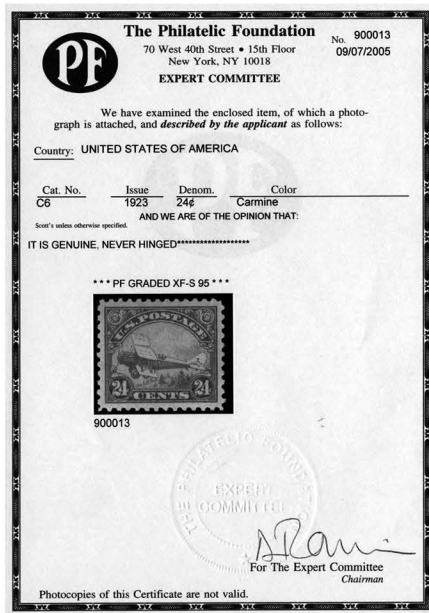 PF
The Philatelic Foundation
70 West 40th Street • 15th Floor
New York, NY 10018
EXPERT COMMITTEE
No. 900013
09/07/2005
We have examined the enclosed item, of which a photo-
graph is attached, and described by the applicant as follows:
Country: UNITED STATES OF AMERICA
Cat. No. Issue Denom. Color
C6 1923 24¢ Carmine
AND WE ARE OF THE OPINION THAT:
Scott's unless otherwise specified.
IT IS GENUINE, NEVER HINGED********************
* * * PF GRADED XF-S 95 * * *
U.S. POSTAGE
24 24
CENTS
900013
THE PHILATELIC FOUNDATION
EXPERT
COMMITTEE
For The Expert Committee
Chairman
Photocopies of this Certificate are not valid.